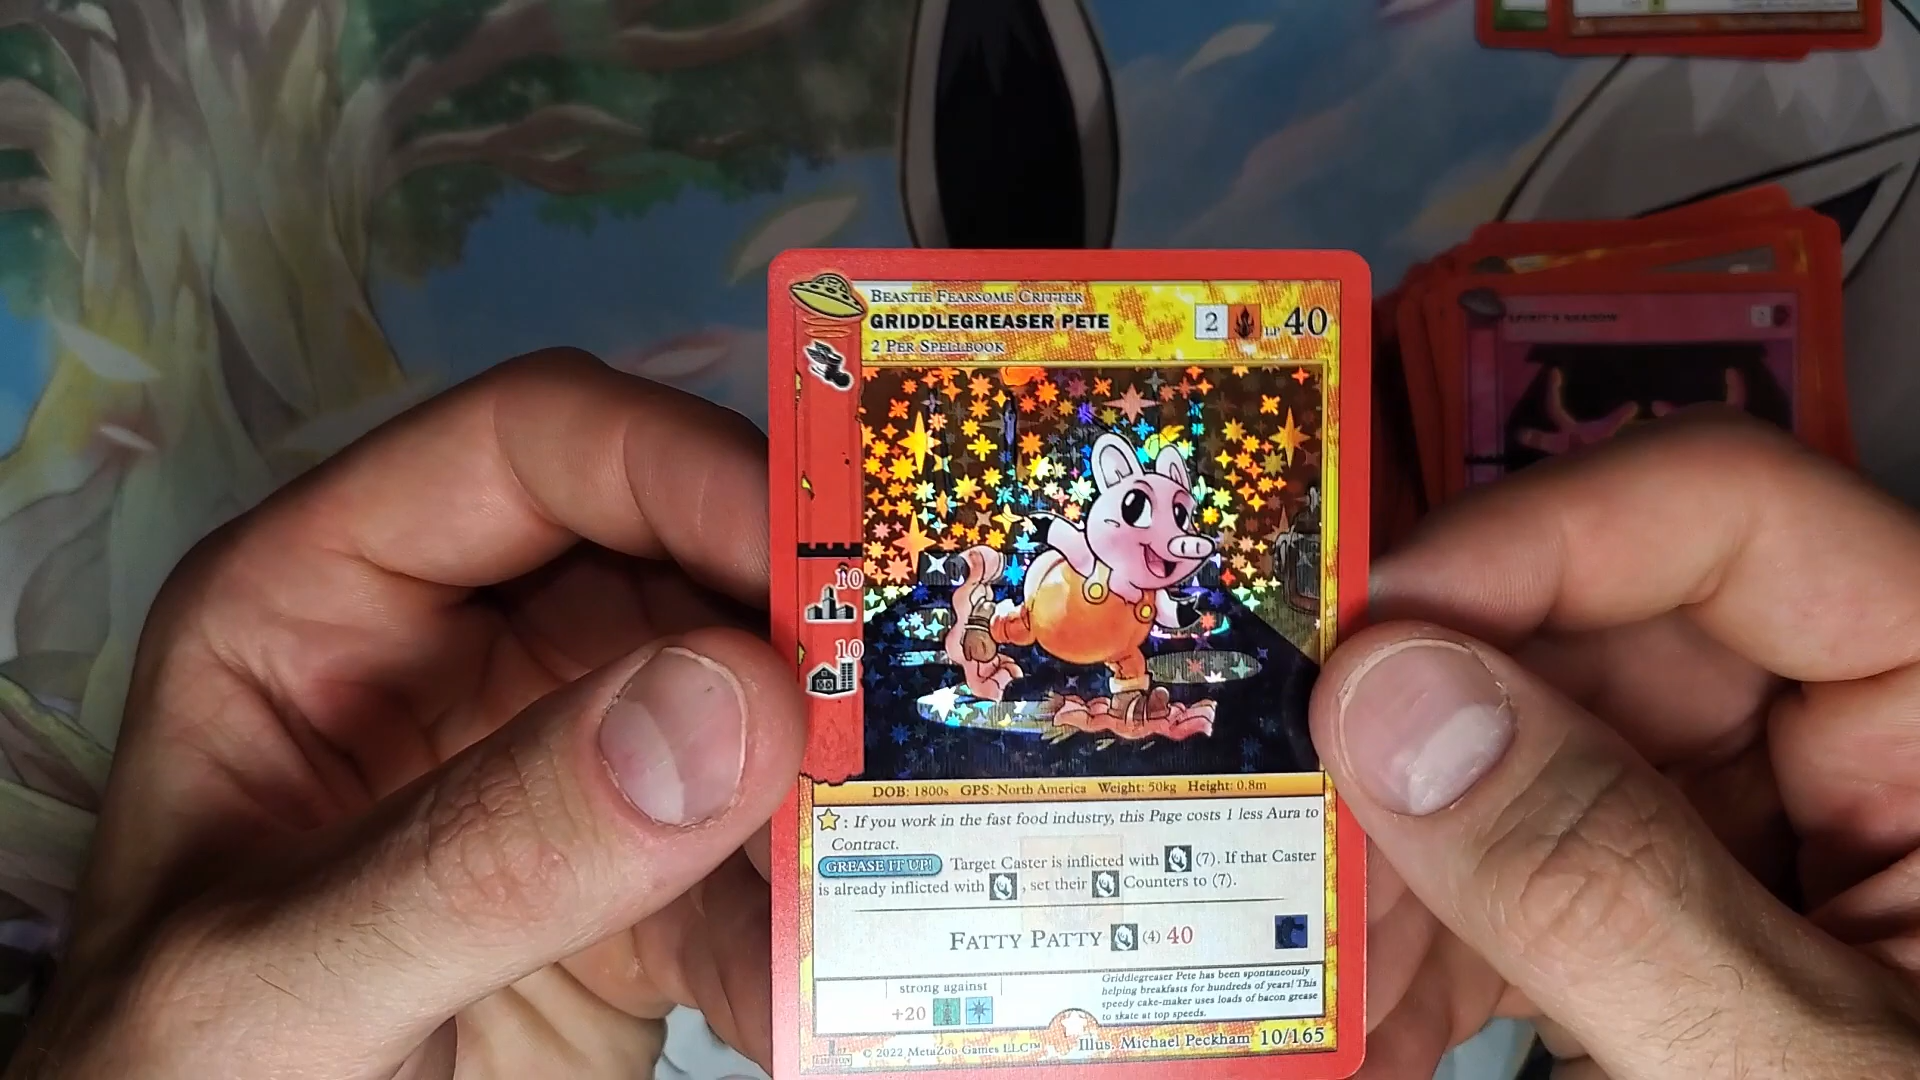 BEASTIE FEARSOME CRITTER
GRIDDLEGREASER PETE
2 LP 40
2 PER SPELLBOOK
SPIRIT'S SHADOW
10
10
DOB: 1800s GPS: North America Weight: 50kg Height: 0.8m
: If you work in the fast food industry, this Page costs 1 less Aura to
Contract.
GREASE IT UP! Target Caster is inflicted with (7). If that Caster
is already inflicted with , set their Counters to (7).
FATTY PATTY (4) 40
strong against
+20
Griddlegreaser Pete has been spontaneously
helping breakfasts for hundreds of years! This
speedy cake-maker uses loads of bacon grease
to skate at top speeds.
© 2022 MetaZoo Games LLC™ Illus. Michael Peckham 10/165